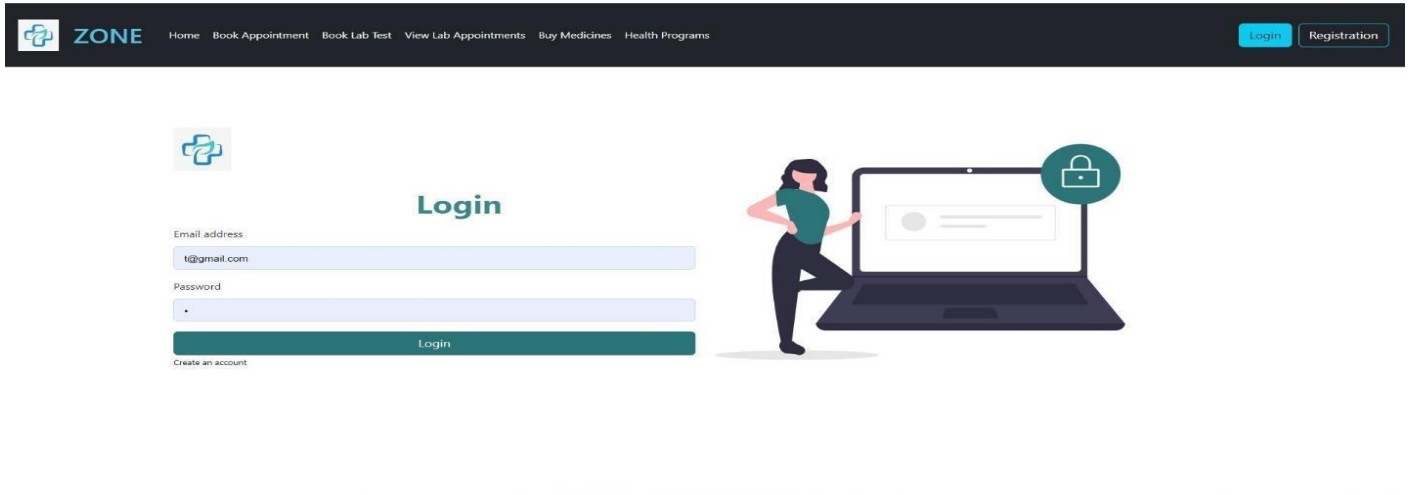 ZONE Home Book Appointment Book Lab Test View Lab Appointments Buy Medicines Health Programs Login Registration
Login
Email address
t@gmail.com
Password
•
Login
Create an account